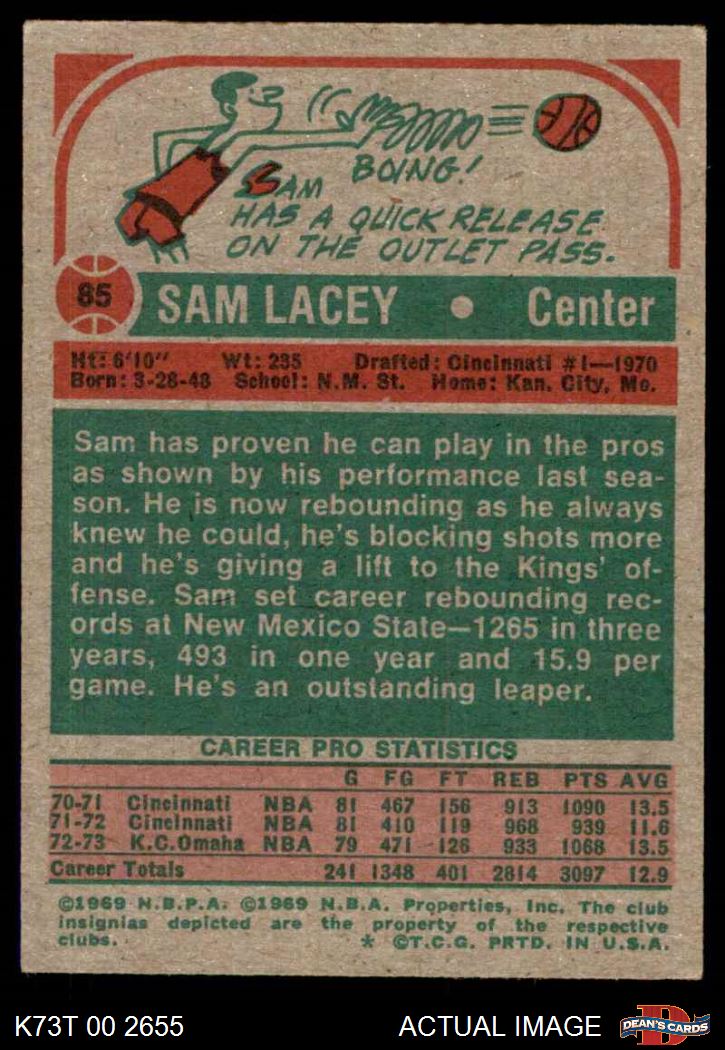 BOING!
SAM
HAS A QUICK RELEASE
ON THE OUTLET PASS.
85 SAM LACEY • Center
Ht: 6'10" Wt: 235 Drafted: Cincinnati #1—1970
Born: 3-28-48 School: N.M. St. Home: Kan. City, Mo.
Sam has proven he can play in the pros
as shown by his performance last sea-
son. He is now rebounding as he always
knew he could, he's blocking shots more
and he's giving a lift to the Kings' of-
fense. Sam set career rebounding rec-
ords at New Mexico State—1265 in three
years, 493 in one year and 15.9 per
game. He's an outstanding leaper.
CAREER PRO STATISTICS
G FG FT REB PTS AVG
70-71 Cincinnati NBA 81 467 156 913 1090 13.5
71-72 Cincinnati NBA 81 410 119 968 939 11.6
72-73 K.C.Omaha NBA 79 471 126 933 1068 13.5
Career Totals 241 1348 401 2814 3097 12.9
©1969 N.B.P.A. ©1969 N.B.A. Properties, Inc. The club
insignias depicted are the property of the respective
clubs. * ©T.C.G. PRTD. IN U.S.A.
K73T 00 2655 ACTUAL IMAGE D DEAN'S CARDS